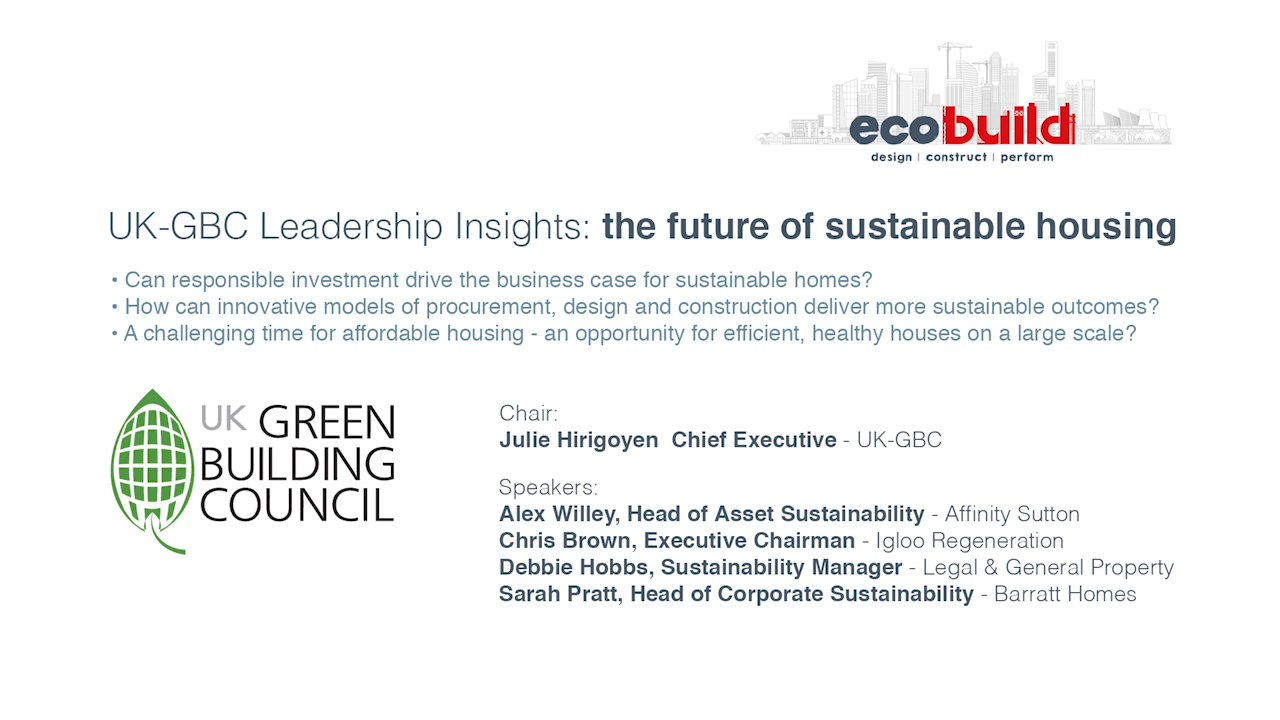 ecobuild
design | construct | perform
UK-GBC Leadership Insights: the future of sustainable housing
• Can responsible investment drive the business case for sustainable homes?
• How can innovative models of procurement, design and construction deliver more sustainable outcomes?
• A challenging time for affordable housing - an opportunity for efficient, healthy houses on a large scale?
UK GREEN
BUILDING
COUNCIL
Chair:
Julie Hirigoyen  Chief Executive - UK-GBC
Speakers:
Alex Willey, Head of Asset Sustainability - Affinity Sutton
Chris Brown, Executive Chairman - Igloo Regeneration
Debbie Hobbs, Sustainability Manager - Legal & General Property
Sarah Pratt, Head of Corporate Sustainability - Barratt Homes